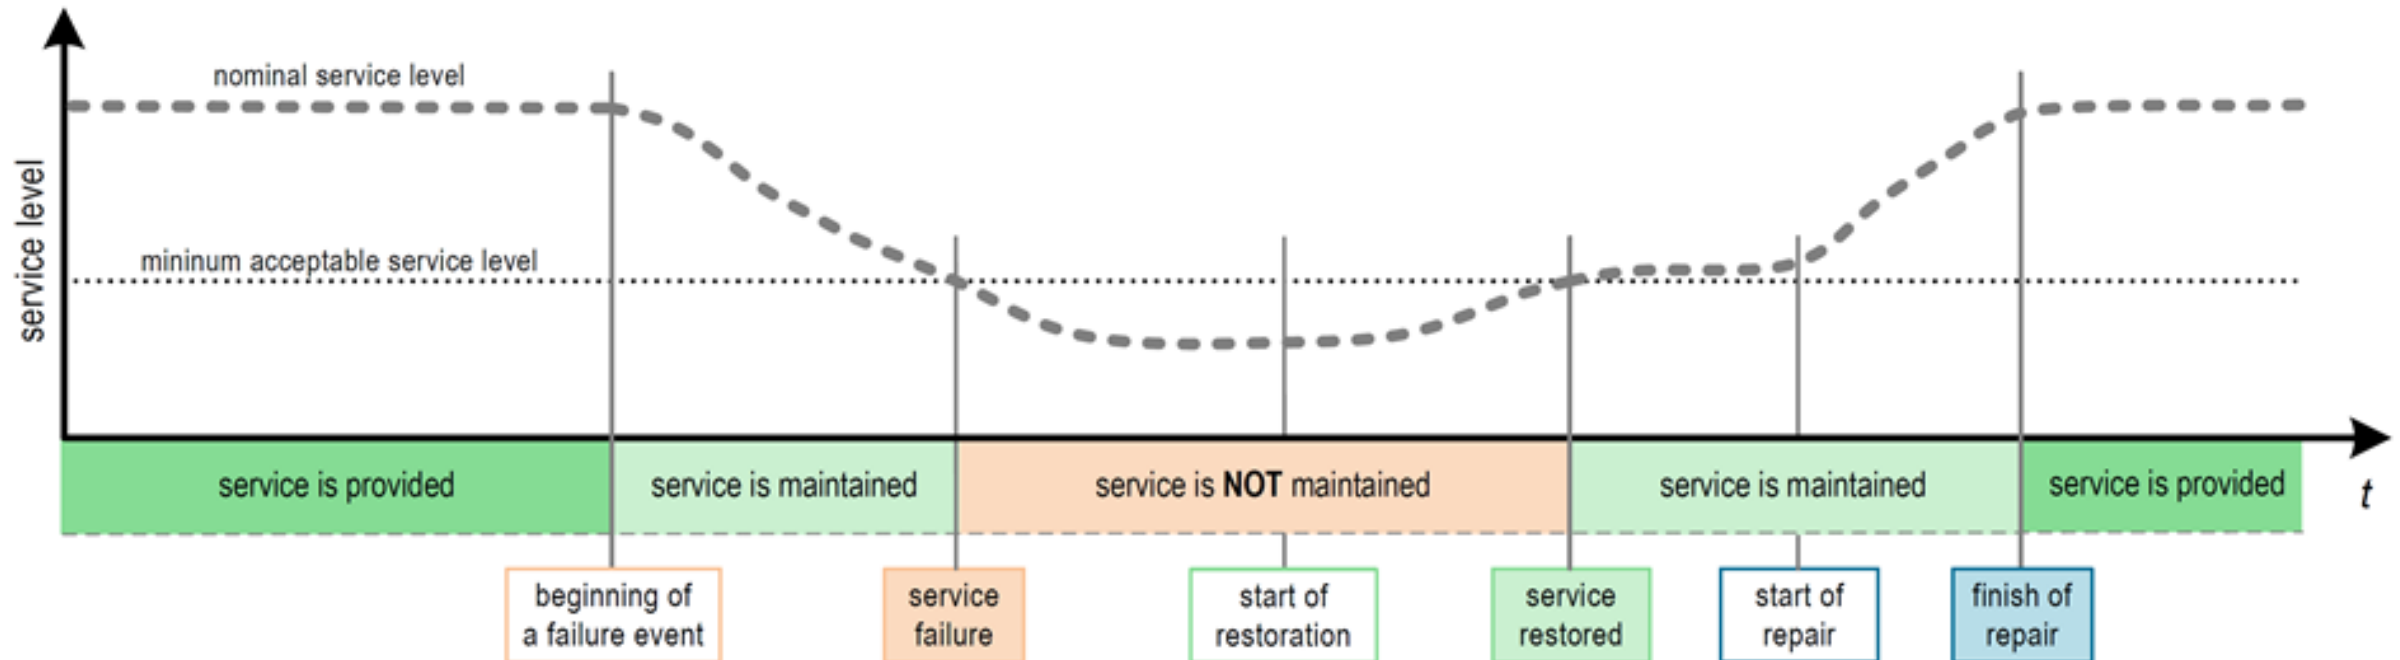 nominal service level
mininum acceptable service level
service level
service is provided
service is maintained
service is NOT maintained
service is maintained
service is provided
t
beginning of
a failure event
service
failure
start of
restoration
service
restored
start of
repair
finish of
repair